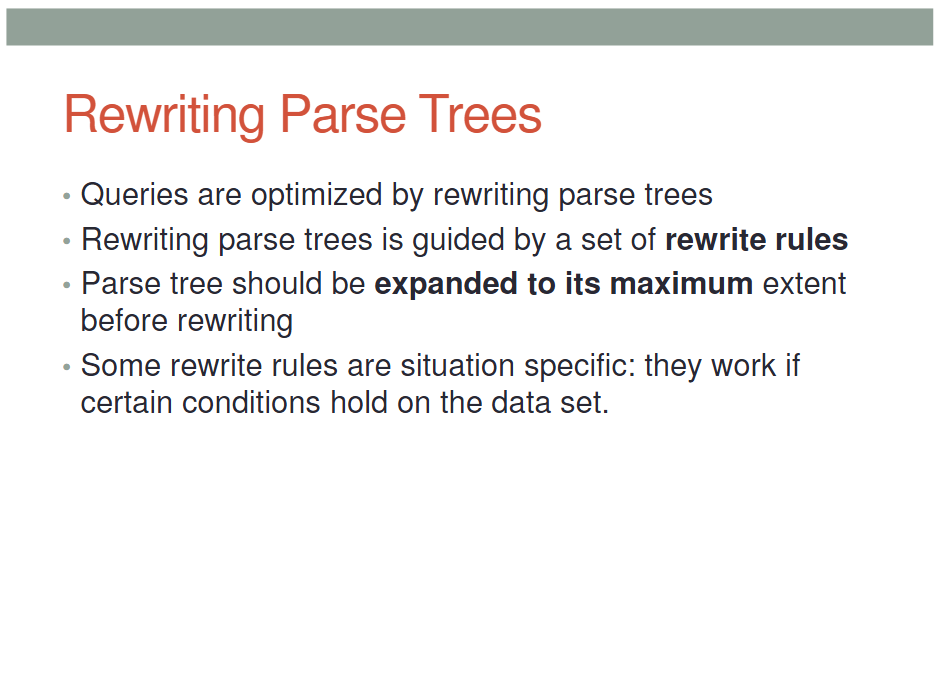 Rewriting Parse Trees
• Queries are optimized by rewriting parse trees
• Rewriting parse trees is guided by a set of rewrite rules
• Parse tree should be expanded to its maximum extent
before rewriting
• Some rewrite rules are situation specific: they work if
certain conditions hold on the data set.